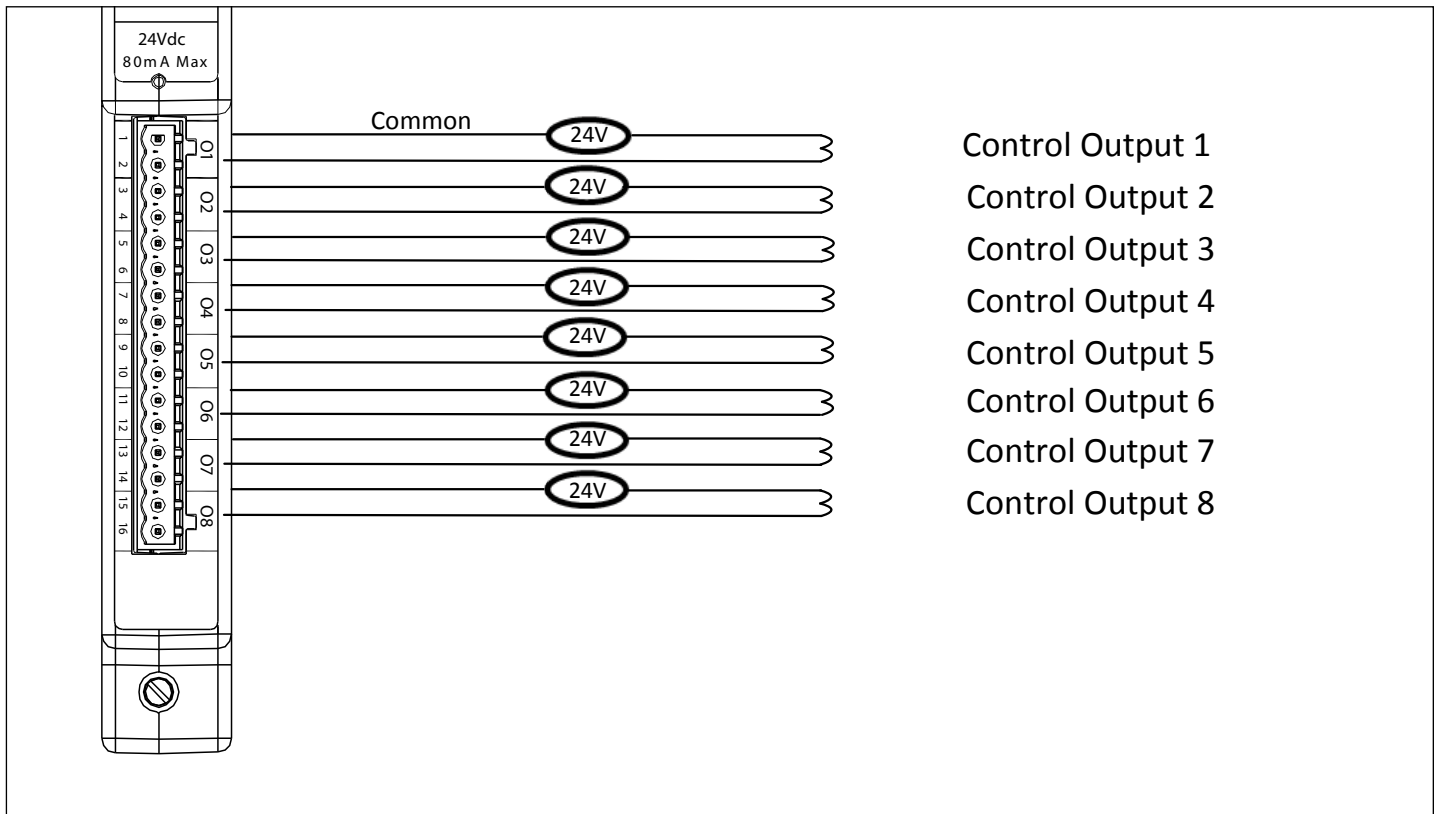 24Vdc
80mA Max
Common
1
2
3
4
5
6
7
8
9
10
11
12
13
14
15
16
O1
O2
O3
O4
O5
O6
O7
O8
24V
24V
24V
24V
24V
24V
24V
24V
Control Output 1
Control Output 2
Control Output 3
Control Output 4
Control Output 5
Control Output 6
Control Output 7
Control Output 8